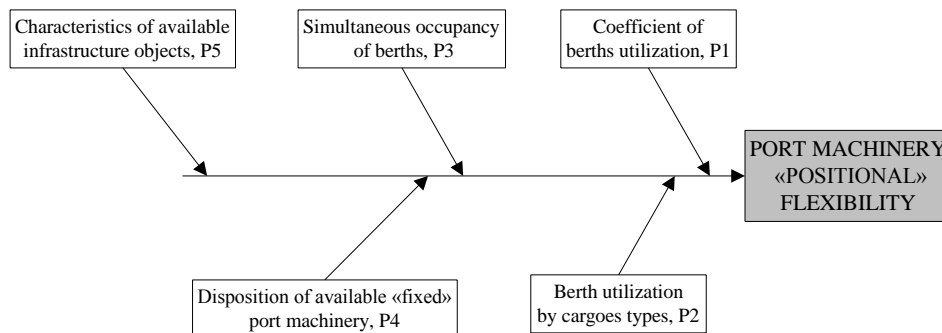 Characteristics of available
infrastructure objects, P5
Simultaneous occupancy
of berths, P3
Coefficient of
berths utilization, P1
PORT MACHINERY
«POSITIONAL»
FLEXIBILITY
Disposition of available «fixed»
port machinery, P4
Berth utilization
by cargoes types, P2